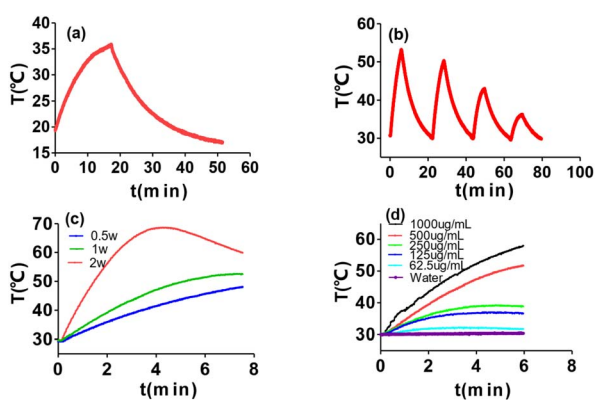 (a)
T(℃)
40
35
30
25
20
15
0 10 20 30 40 50 60
t(min)
(b)
T(℃)
60
50
40
30
0 20 40 60 80 100
t(min)
(c)
T(℃)
70
60
50
40
30
0.5w
1w
2w
0 2 4 6 8
t(min)
(d)
T(℃)
60
50
40
30
1000ug/mL
500ug/mL
250ug/mL
125ug/mL
62.5ug/mL
Water
0 2 4 6 8
t(min)